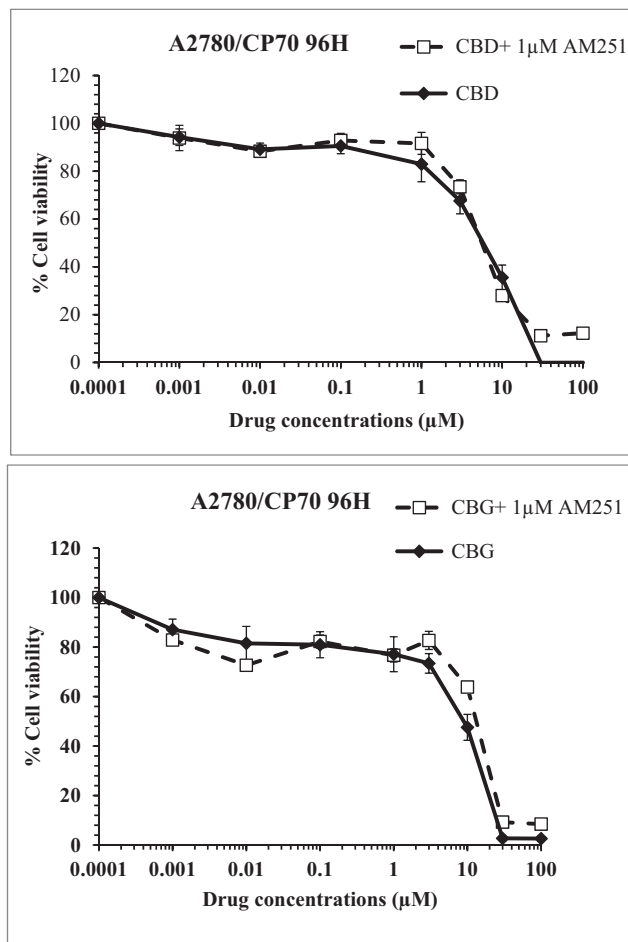 A2780/CP70 96H
CBD+ 1µM AM251
CBD
120
100
80
60
40
20
0
% Cell viability
0.0001 0.001 0.01 0.1 1 10 100
Drug concentrations (µM)
A2780/CP70 96H
CBG+ 1µM AM251
CBG
120
100
80
60
40
20
0
% Cell viability
0.0001 0.001 0.01 0.1 1 10 100
Drug concentrations (µM)